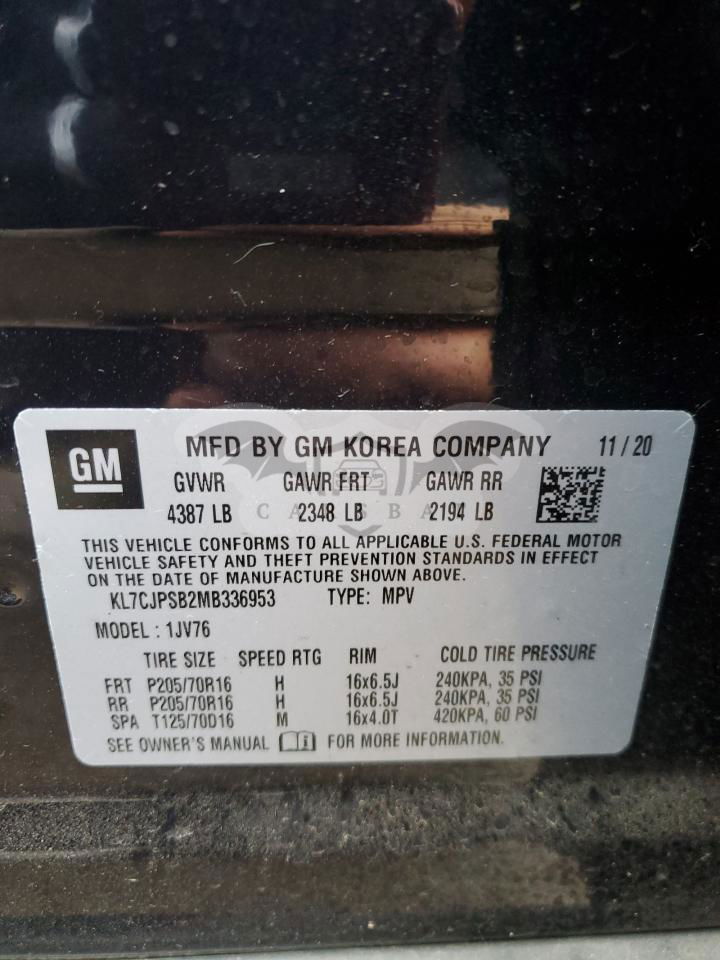 GM
MFD BY GM KOREA COMPANY 11/20
GVWR GAWR FRT GAWR RR
4387 LB 2348 LB 2194 LB
CARSBA
THIS VEHICLE CONFORMS TO ALL APPLICABLE U.S. FEDERAL MOTOR
VEHICLE SAFETY AND THEFT PREVENTION STANDARDS IN EFFECT
ON THE DATE OF MANUFACTURE SHOWN ABOVE.
KL7CJPSB2MB336953 TYPE: MPV
MODEL : 1JV76
TIRE SIZE SPEED RTG RIM COLD TIRE PRESSURE
FRT P205/70R16 H 16x6.5J 240KPA, 35 PSI
RR P205/70R16 H 16x6.5J 240KPA, 35 PSI
SPA T125/70D16 M 16x4.0T 420KPA, 60 PSI
SEE OWNER'S MANUAL FOR MORE INFORMATION.